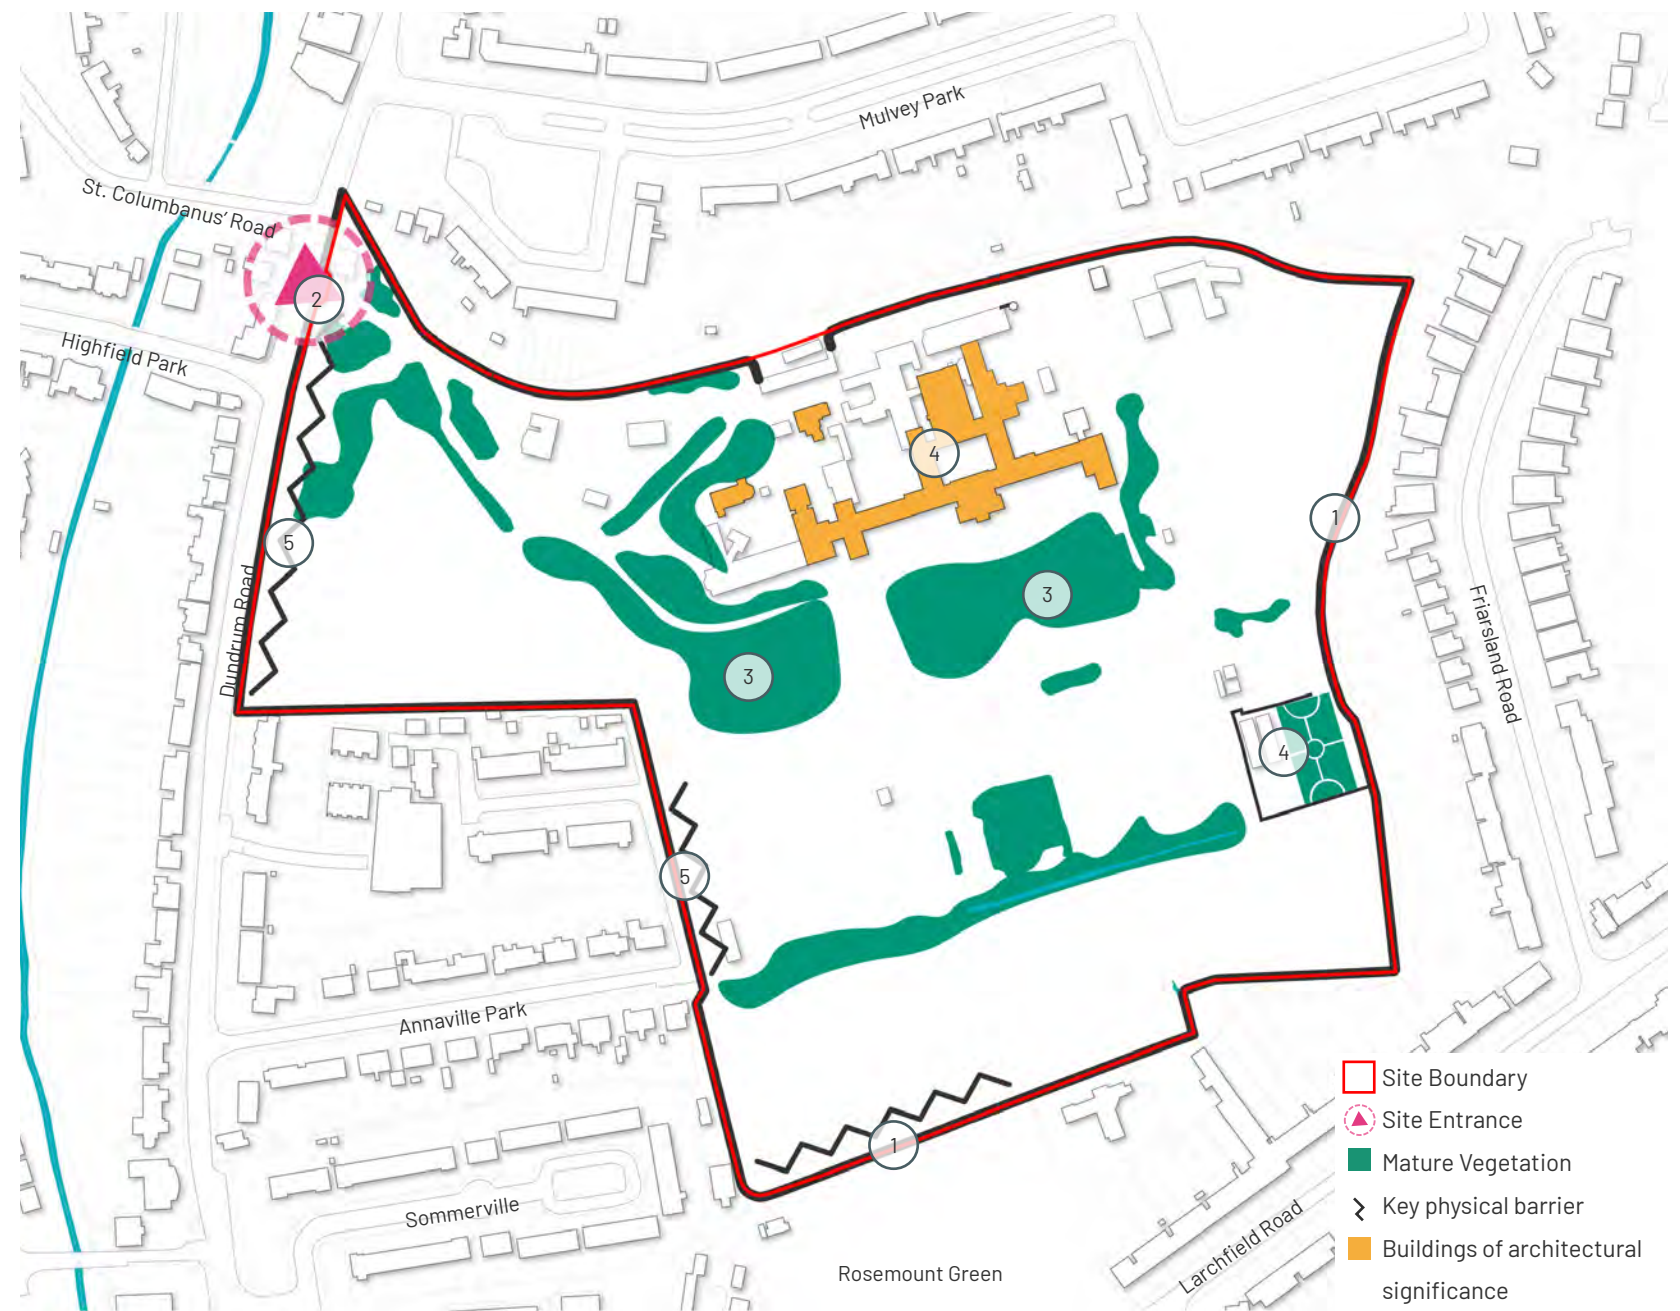 Mulvey Park
St. Columbanus' Road
2
Highfield Park
4
1
5
Dundrum Road
3
3
Friarsland Road
4
5
Annaville Park
1
Sommerville
Rosemount Green
Larchfield Road
Site Boundary
Site Entrance
Mature Vegetation
Key physical barrier
Buildings of architectural
significance